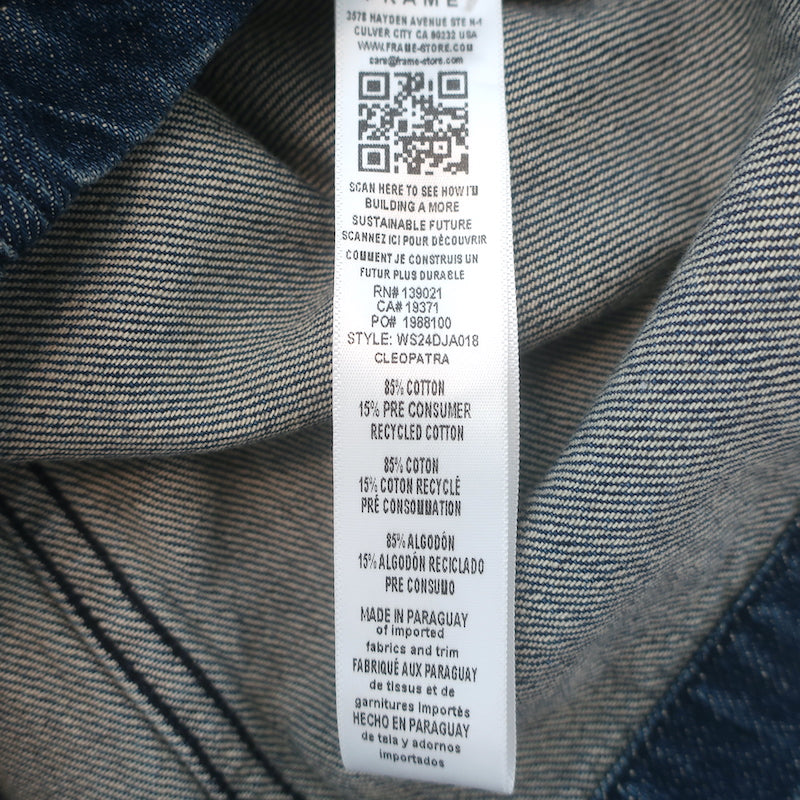 FRAME
3578 HAYDEN AVENUE STE N-1
CULVER CITY CA 90232 USA
WWW.FRAME-STORE.COM
care@frame-store.com
SCAN HERE TO SEE HOW I'M
BUILDING A MORE
SUSTAINABLE FUTURE
SCANNEZ ICI POUR DÉCOUVRIR
COMMENT JE CONSTRUIS UN
FUTUR PLUS DURABLE
RN# 139021
CA# 19371
PO# 1988100
STYLE: WS24DJA018
CLEOPATRA
85% COTTON
15% PRE CONSUMER
RECYCLED COTTON
85% COTON
15% COTON RECYCLÉ
PRÉ CONSOMMATION
85% ALGODÓN
15% ALGODÓN RECICLADO
PRE CONSUMO
MADE IN PARAGUAY
of imported
fabrics and trim
FABRIQUÉ AUX PARAGUAY
de tissus et de
garnitures importés
HECHO EN PARAGUAY
de tela y adornos
importados